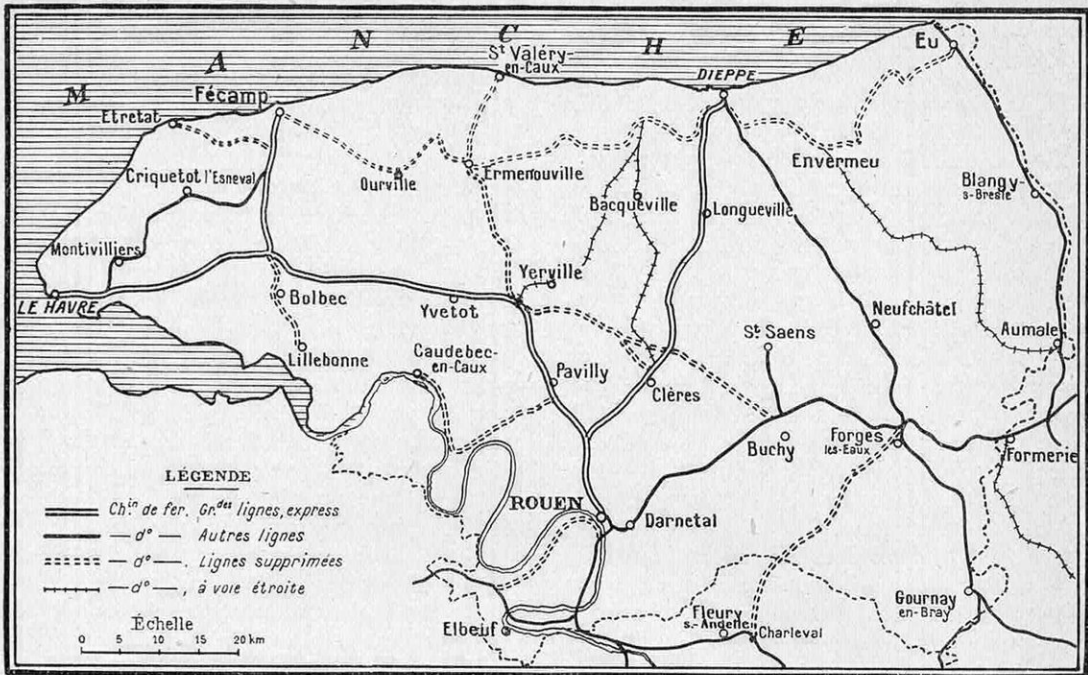 M A N C H E
Eu
St Valéry-
en-Caux
DIEPPE
Fécamp
Etretat
Envermeu
Ermenouville
Criquetot l'Esneval
Ourville
Bacqueville
Blangy-
s-Bresle
Longueville
Montivilliers
Yerville
LE HAVRE
Bolbec
Yvetot
Neufchâtel
Aumale
St Saens
Lillebonne
Caudebec-
en-Caux
Pavilly
Clères
Buchy
Forges
les-Eaux
Formerie
LÉGENDE
Chin de fer. Grdes lignes, express
— d° — Autres lignes
— d° —. Lignes supprimées
— d° —, à voie étroite
Échelle
0 5 10 15 20 km
ROUEN
Darnetal
Elbeuf
Fleury
s.-Andelle
Charleval
Gournay
en-Bray